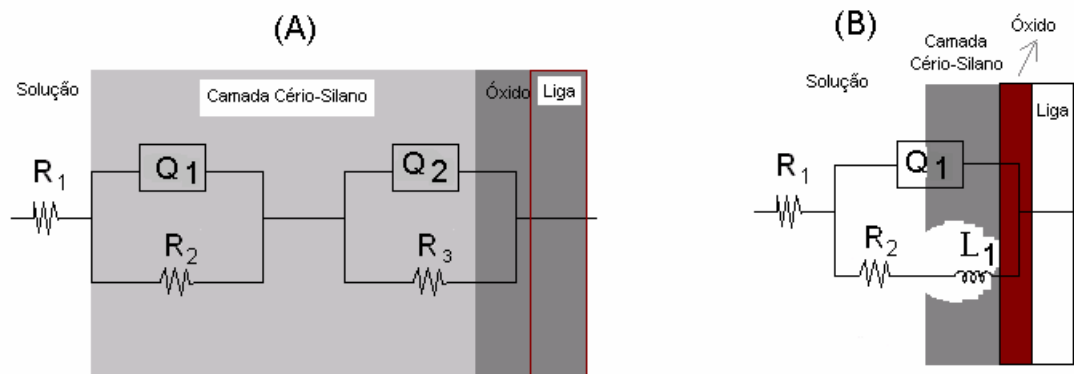 (A)
Solução
Camada Cério-Silano
Óxido
Liga
R1
Q1
R2
Q2
R3
(B)
Óxido
Camada
Cério-Silano
Solução
Liga
R1
Q1
R2
L1